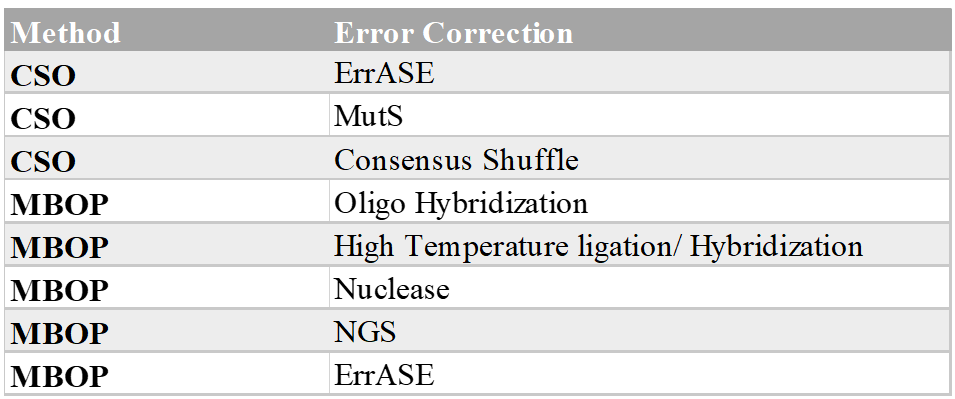 Method Error Correction
CSO ErrASE
CSO MutS
CSO Consensus Shuffle
MBOP Oligo Hybridization
MBOP High Temperature ligation/ Hybridization
MBOP Nuclease
MBOP NGS
MBOP ErrASE